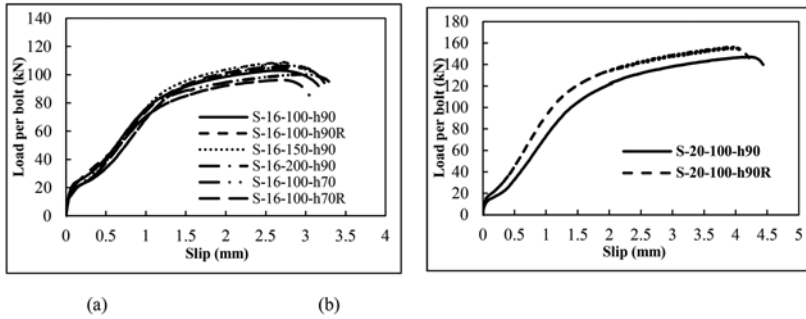 140
120
100
80
60
40
20
0
Load per bolt (kN)
S-16-100-h90
S-16-100-h90R
S-16-150-h90
S-16-200-h90
S-16-100-h70
S-16-100-h70R
0 0.5 1 1.5 2 2.5 3 3.5 4
Slip (mm)
180
160
140
120
100
80
60
40
20
0
Load per bolt (kN)
S-20-100-h90
S-20-100-h90R
0 0.5 1 1.5 2 2.5 3 3.5 4 4.5 5
Slip (mm)
(a) (b)